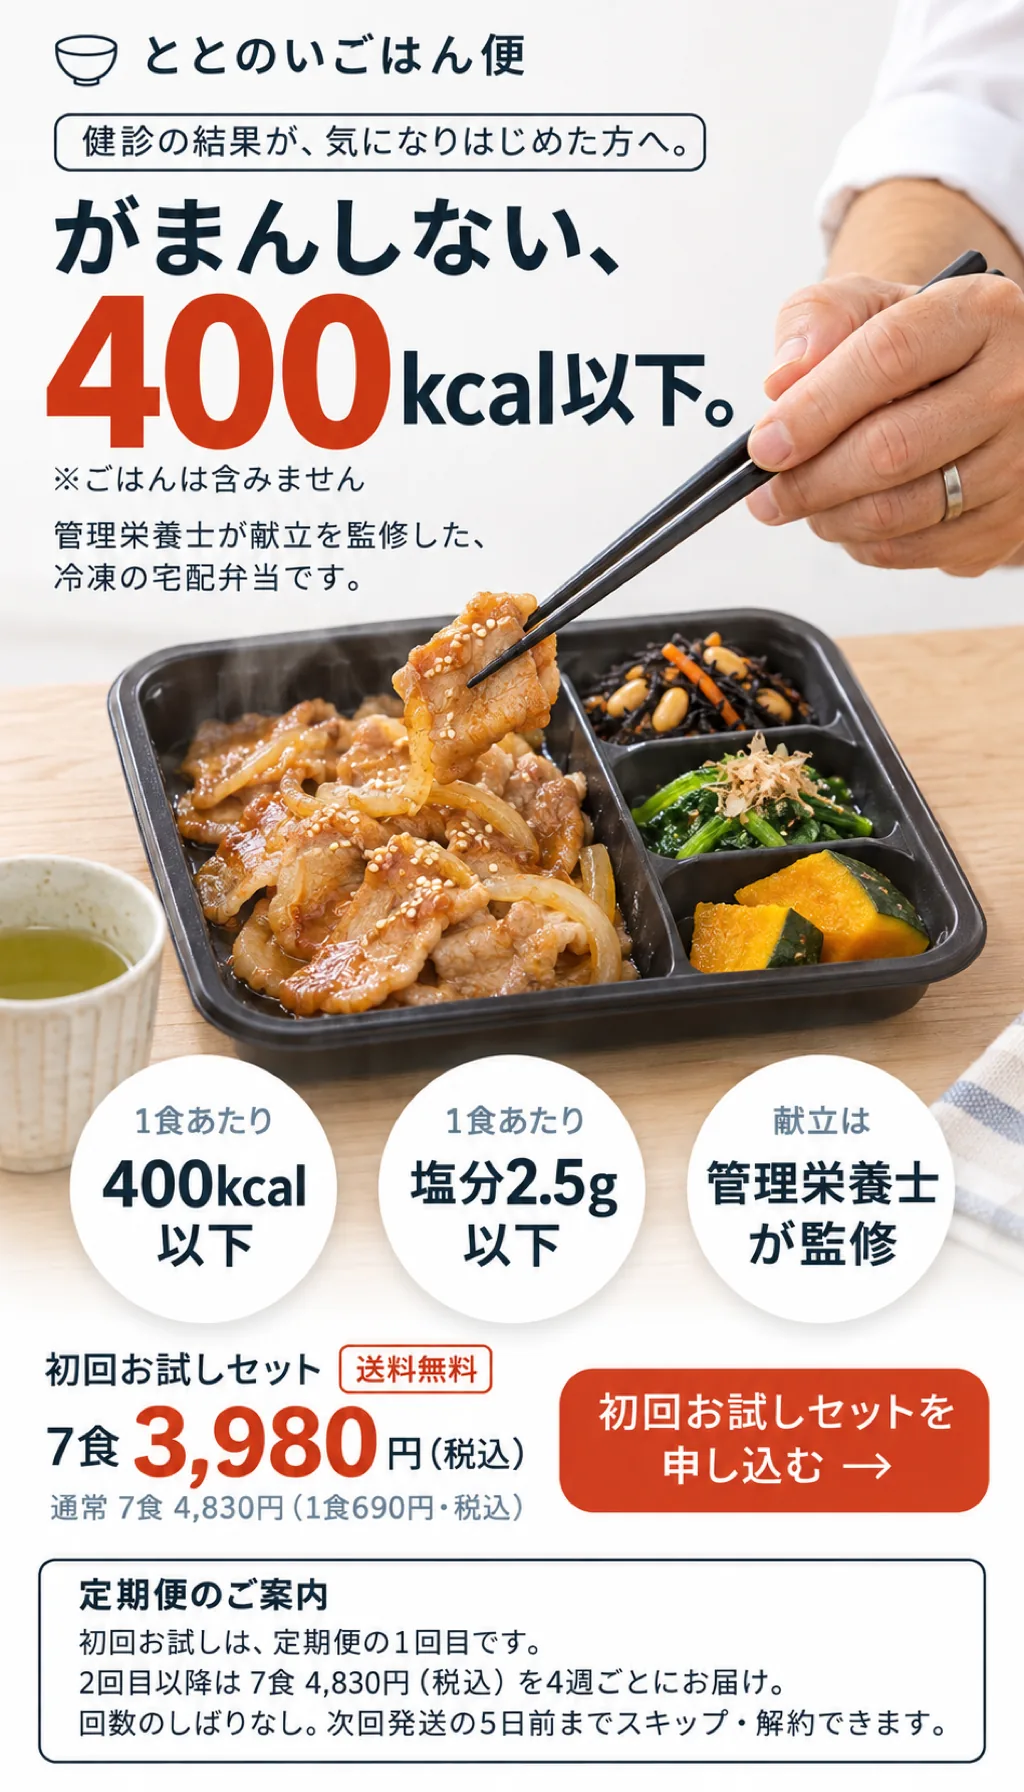 ととのいごはん便
健診の結果が、気になりはじめた方へ。
がまんしない、
400kcal以下。
※ごはんは含みません
管理栄養士が献立を監修した、
冷凍の宅配弁当です。
1食あたり
400kcal
以下
1食あたり
塩分2.5g
以下
献立は
管理栄養士
が監修
初回お試しセット 送料無料
7食 3,980円(税込)
通常 7食 4,830円(1食690円・税込)
初回お試しセットを
申し込む →
定期便のご案内
初回お試しは、定期便の1回目です。
2回目以降は 7食 4,830円(税込)を4週ごとにお届け。
回数のしばりなし。次回発送の5日前までスキップ・解約できます。